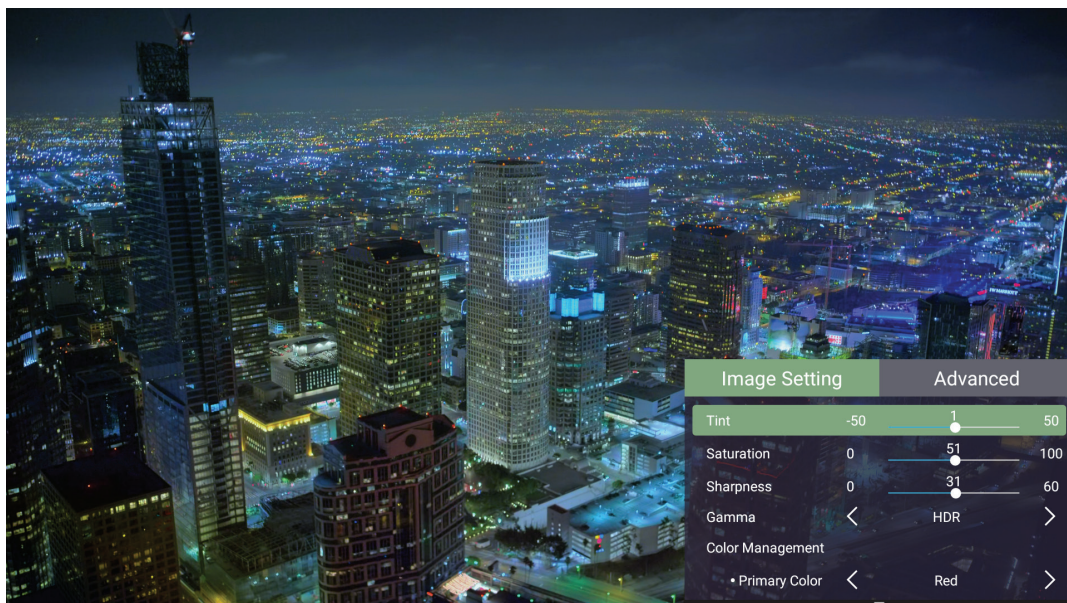 Image Setting Advanced
Tint -50 1 50
Saturation 0 51 100
Sharpness 0 31 60
Gamma HDR
Color Management
• Primary Color Red